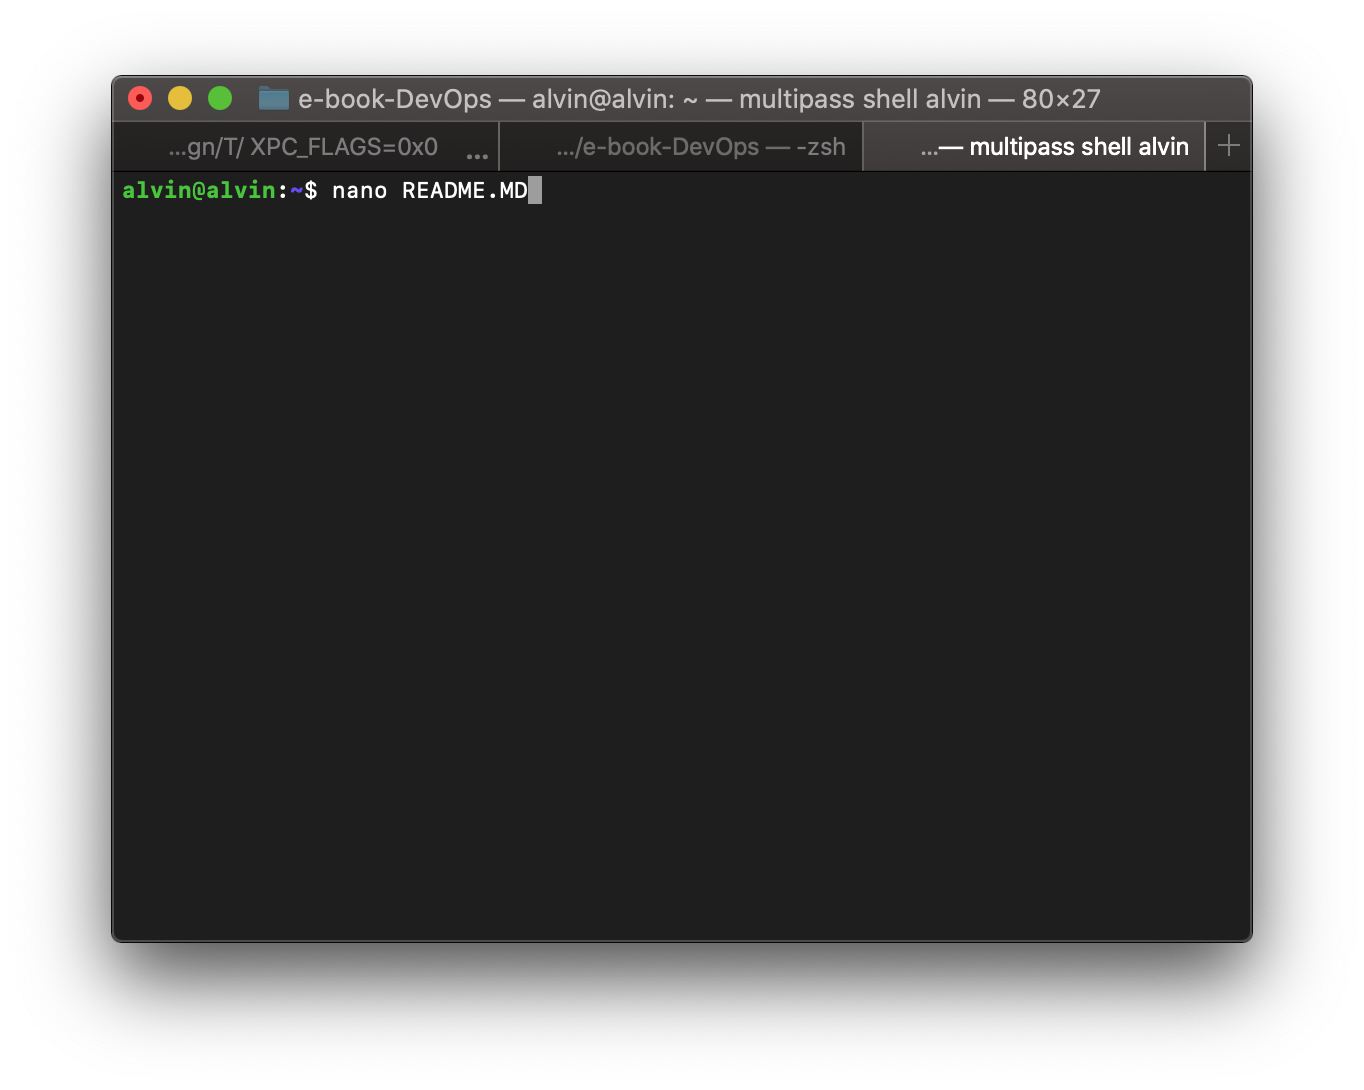 e-book-DevOps — alvin@alvin: ~ — multipass shell alvin — 80×27
...gn/T/ XPC_FLAGS=0x0 ... .../e-book-DevOps — -zsh ...— multipass shell alvin +
alvin@alvin:~$ nano README.MD